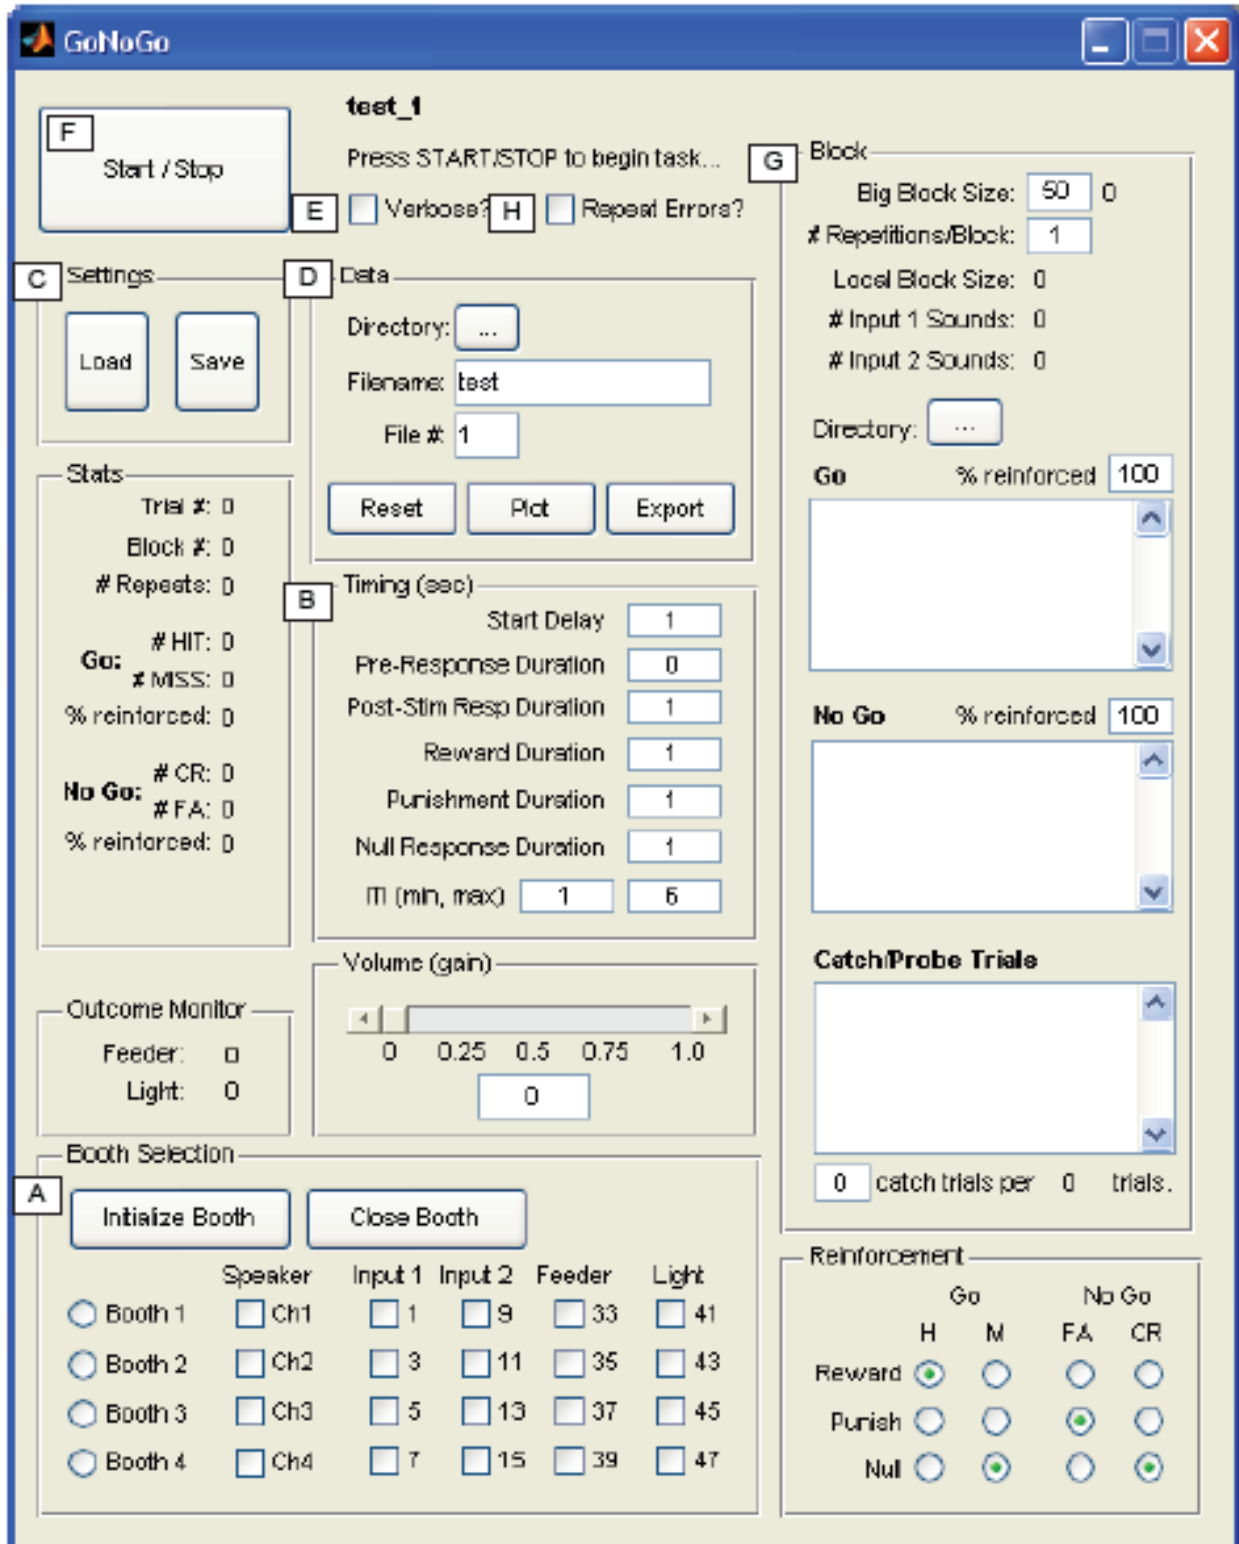 GoNoGo
F
Start / Stop
test_1
Press START/STOP to begin task...
E
Verbose?
H
Repeat Errors?
C
Settings
Load
Save
D
Data
Directory:
...
Filename:
test
File #:
1
Reset
Plot
Export
Stats
Trial #: 0
Block #: 0
# Repeats: 0
Go:
# HIT: 0
# MISS: 0
% reinforced: 0
No Go:
# CR: 0
# FA: 0
% reinforced: 0
B
Timing (sec)
Start Delay 1
Pre-Response Duration 0
Post-Stim Resp Duration 1
Reward Duration 1
Punishment Duration 1
Null Response Duration 1
ITI (min, max) 1 6
Outcome Monitor
Feeder: 0
Light: 0
Volume (gain)
0 0.25 0.5 0.75 1.0
0
A
Booth Selection
Initialize Booth
Close Booth
Speaker Input 1 Input 2 Feeder Light
Booth 1 Ch1 1 9 33 41
Booth 2 Ch2 3 11 35 43
Booth 3 Ch3 5 13 37 45
Booth 4 Ch4 7 15 39 47
G
Block
Big Block Size: 50 0
# Repetitions/Block: 1
Local Block Size: 0
# Input 1 Sounds: 0
# Input 2 Sounds: 0
Directory: ...
Go % reinforced 100
No Go % reinforced 100
Catch/Probe Trials
0 catch trials per 0 trials.
Reinforcement
Go No Go
H M FA CR
Reward
Punish
Null